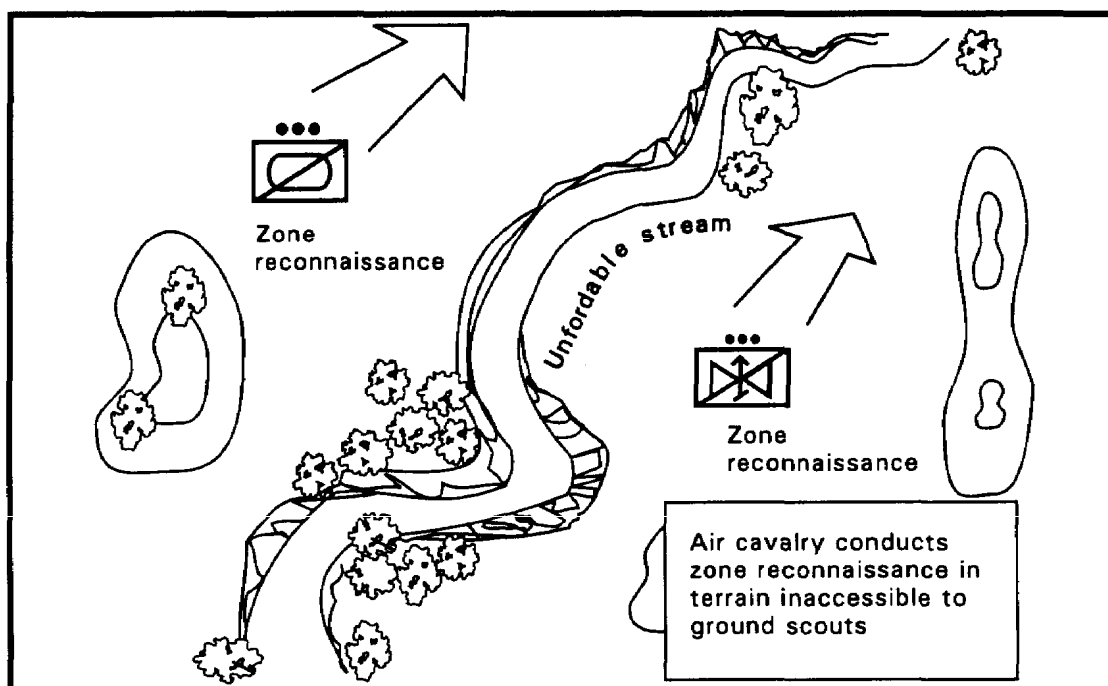 Zone
reconnaissance
Unfordable stream
Zone
reconnaissance
Air cavalry conducts
zone reconnaissance in
terrain inaccessible to
ground scouts